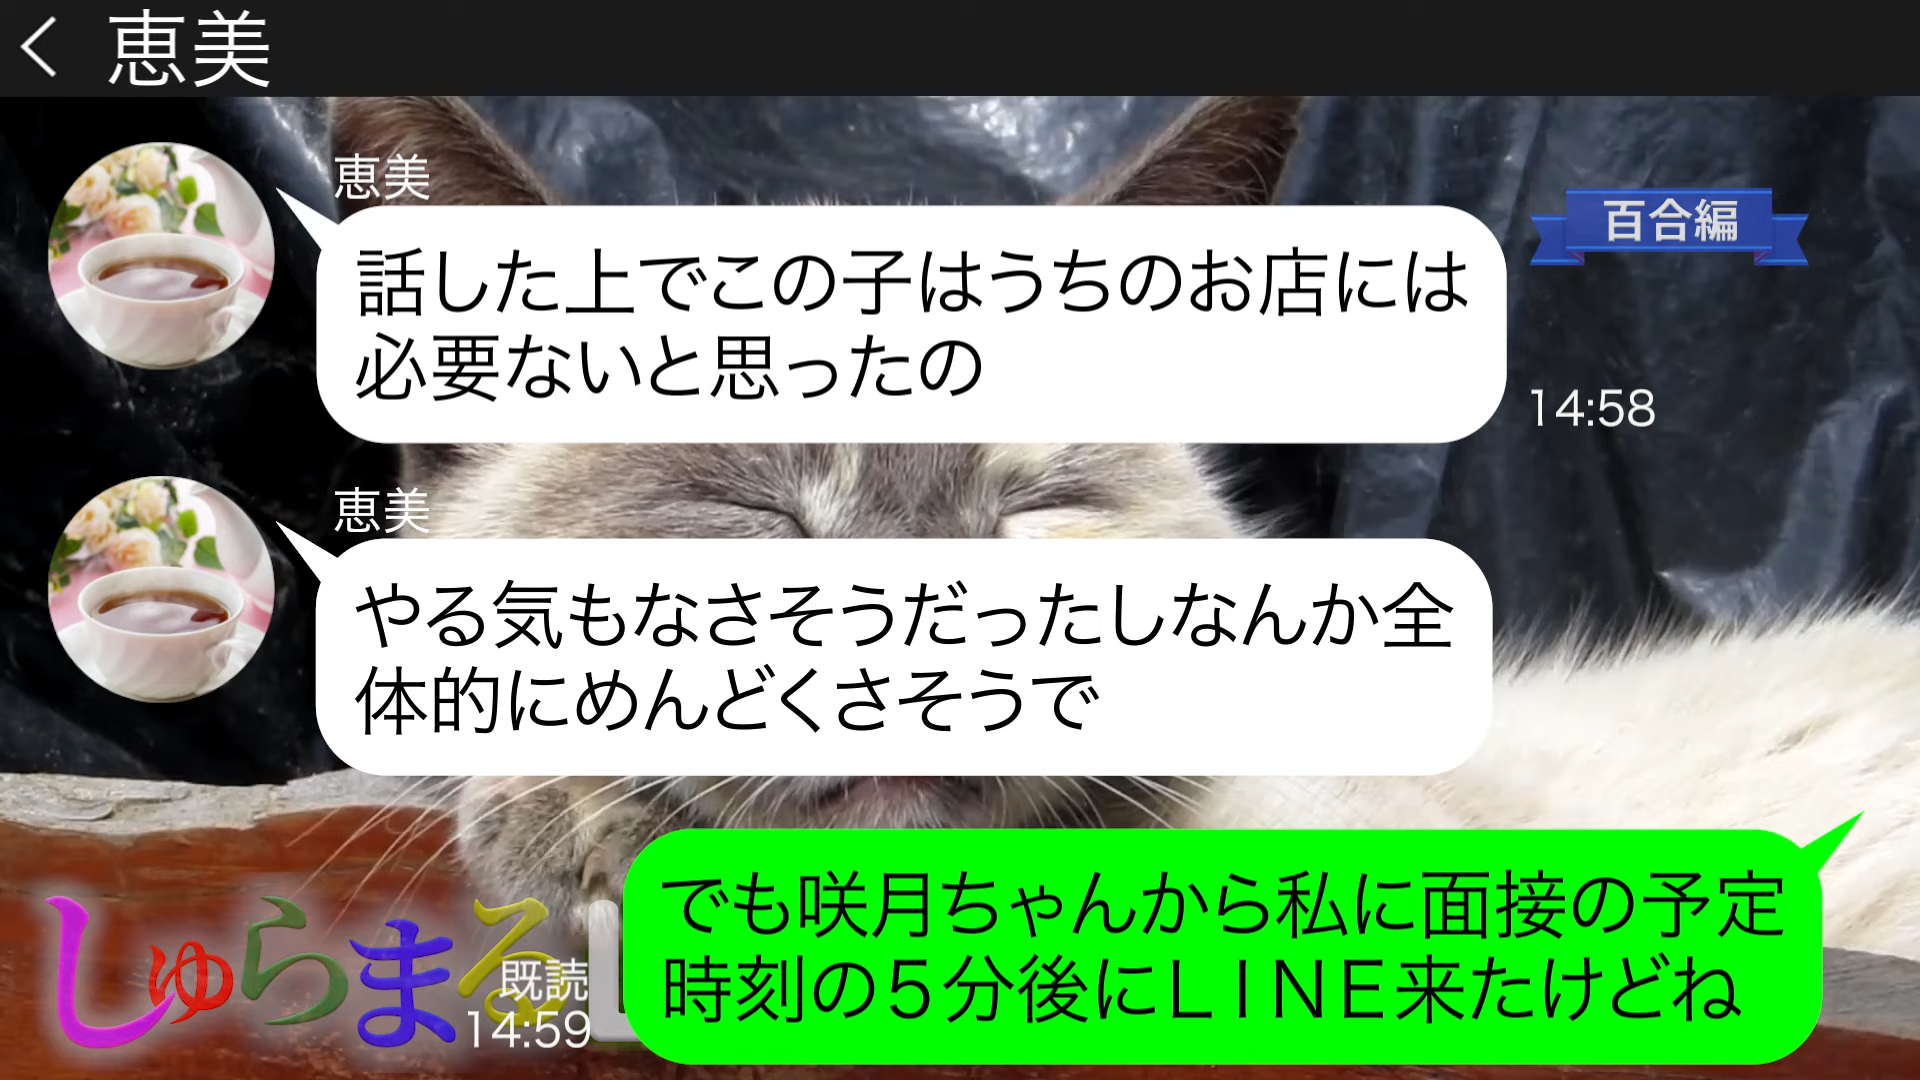 恵美
恵美
百合編
話した上でこの子はうちのお店には
必要ないと思ったの
14:58
恵美
やる気もなさそうだったしなんか全
体的にめんどくさそうで
でも咲月ちゃんから私に面接の予定
時刻の５分後にＬＩＮＥ来たけどね
既読
14:59
しゅらまる